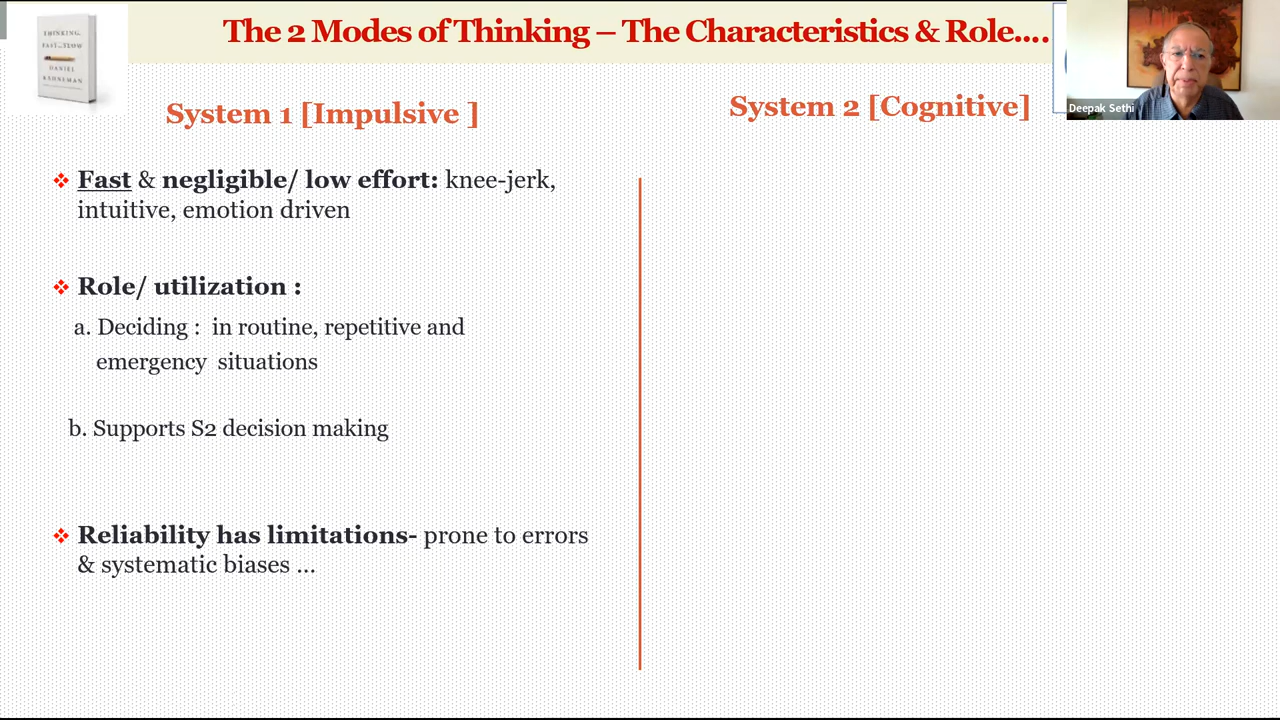 The 2 Modes of Thinking – The Characteristics & Role....
THINKING,
FAST AND SLOW
DANIEL
KAHNEMAN
Deepak Sethi
System 1 [Impulsive ]
❖ Fast & negligible/ low effort: knee-jerk,
intuitive, emotion driven
❖ Role/ utilization :
a. Deciding : in routine, repetitive and
emergency situations
b. Supports S2 decision making
❖ Reliability has limitations- prone to errors
& systematic biases ...
System 2 [Cognitive]